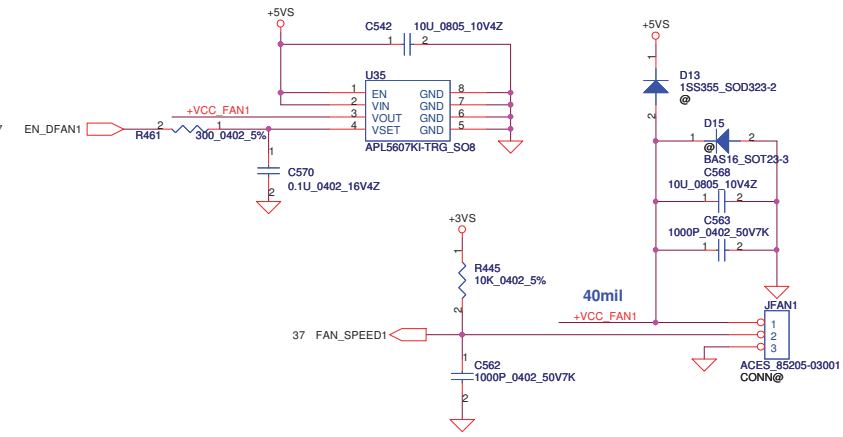 +5VS
C542 10U_0805_10V4Z
1 2
U35
1 EN GND 8
2 VIN GND 7
+VCC_FAN1 3 VOUT GND 6
4 VSET GND 5
APL5607KI-TRG_SO8
7 EN_DFAN1
2 1
R461 300_0402_5%
1
C570
0.1U_0402_16V4Z
2
+5VS
1
D13
1SS355_SOD323-2
@
2
D15
1 2
@
BAS16_SOT23-3
C568
10U_0805_10V4Z
1 2
C563
1000P_0402_50V7K
1 2
+3VS
1
R445
10K_0402_5%
2
40mil
+VCC_FAN1
JFAN1
1
2
3
ACES_85205-03001
CONN@
37 FAN_SPEED1
1
C562
1000P_0402_50V7K
2